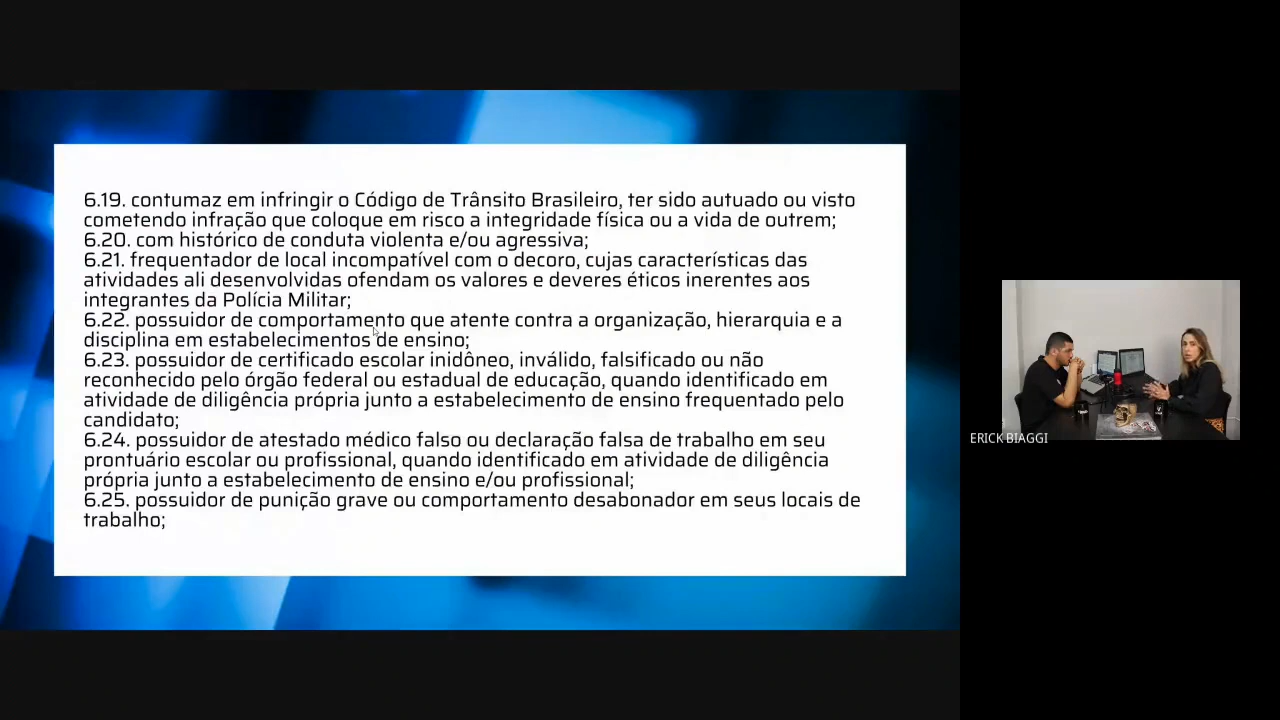 6.19. contumaz em infringir o Código de Trânsito Brasileiro, ter sido autuado ou visto
cometendo infração que coloque em risco a integridade física ou a vida de outrem;
6.20. com histórico de conduta violenta e/ou agressiva;
6.21. frequentador de local incompatível com o decoro, cujas características das
atividades ali desenvolvidas ofendam os valores e deveres éticos inerentes aos
integrantes da Polícia Militar;
6.22. possuidor de comportamento que atente contra a organização, hierarquia e a
disciplina em estabelecimentos de ensino;
6.23. possuidor de certificado escolar inidôneo, inválido, falsificado ou não
reconhecido pelo órgão federal ou estadual de educação, quando identificado em
atividade de diligência própria junto a estabelecimento de ensino frequentado pelo
candidato;
6.24. possuidor de atestado médico falso ou declaração falsa de trabalho em seu
prontuário escolar ou profissional, quando identificado em atividade de diligência
própria junto a estabelecimento de ensino e/ou profissional;
6.25. possuidor de punição grave ou comportamento desabonador em seus locais de
trabalho;
ERICK BIAGGI